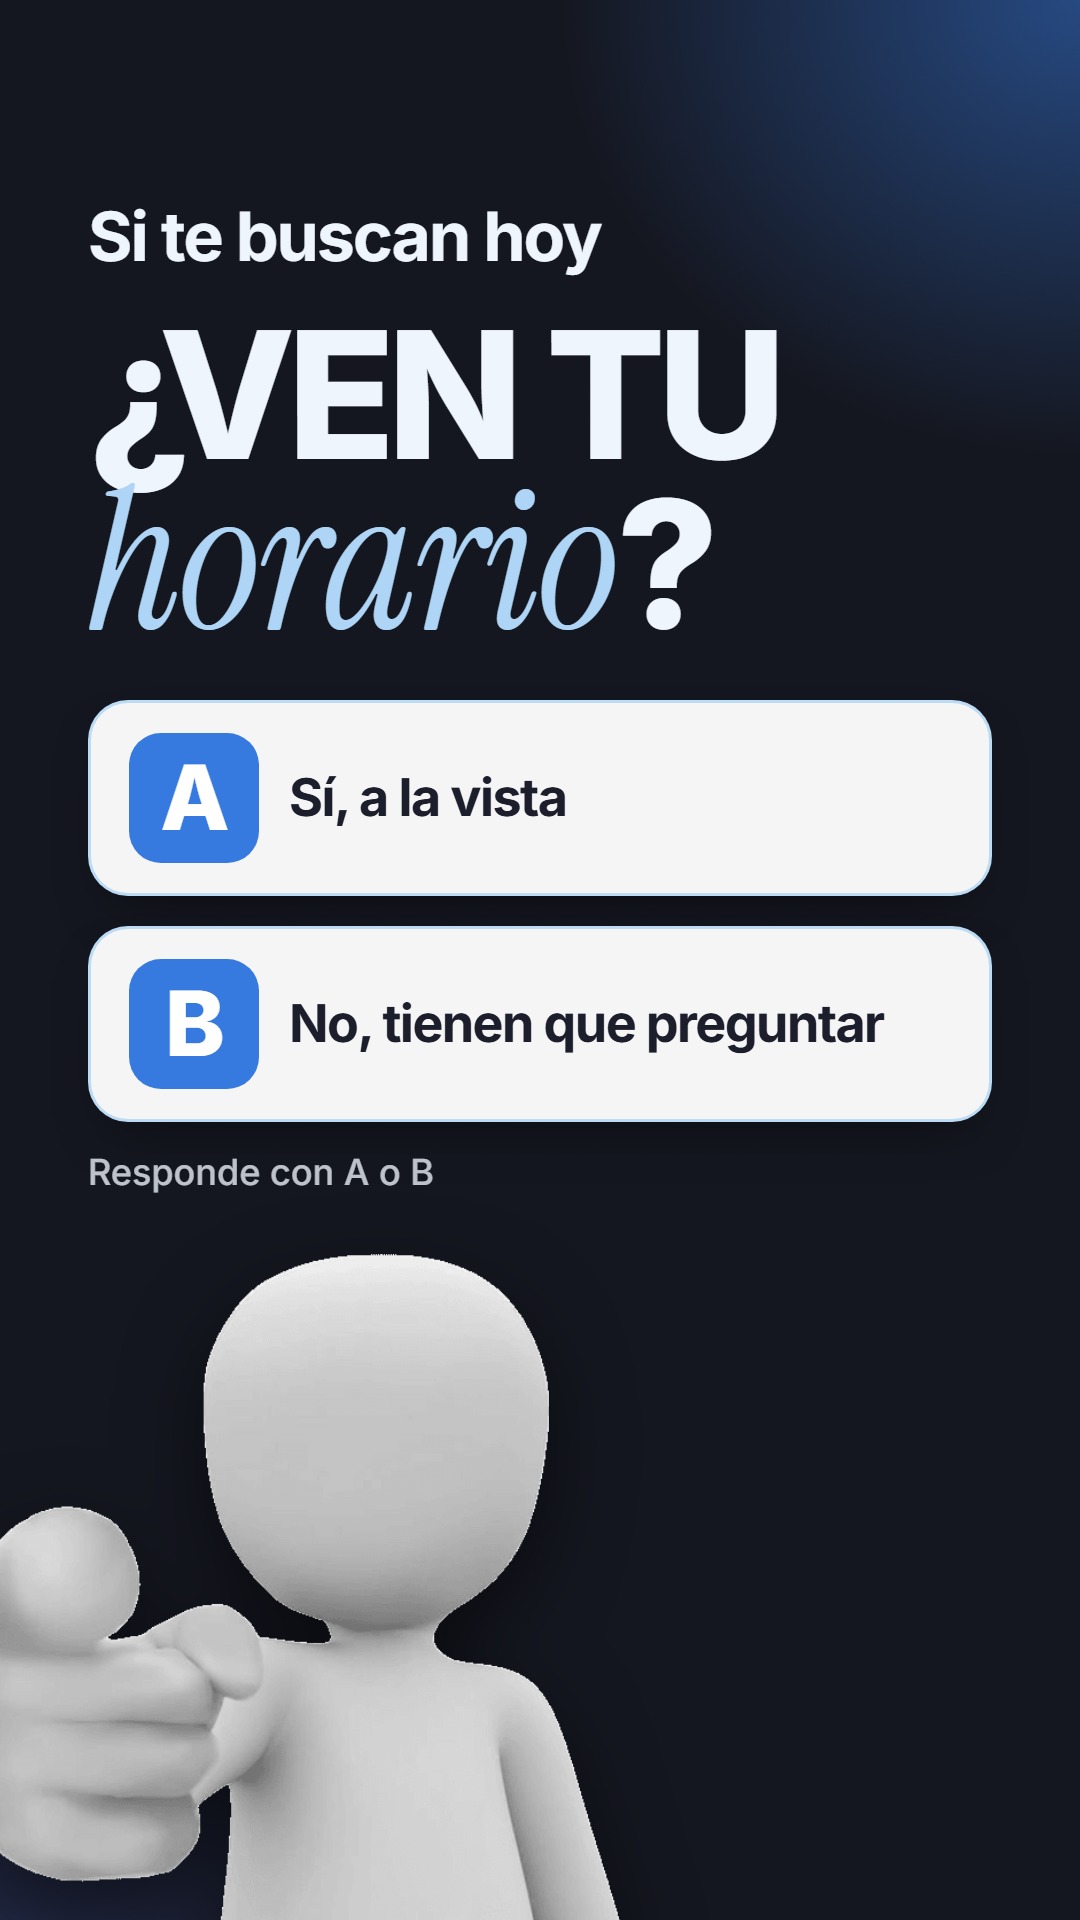 Si te buscan hoy
¿VEN TU
horario?
A Sí, a la vista
B No, tienen que preguntar
Responde con A o B